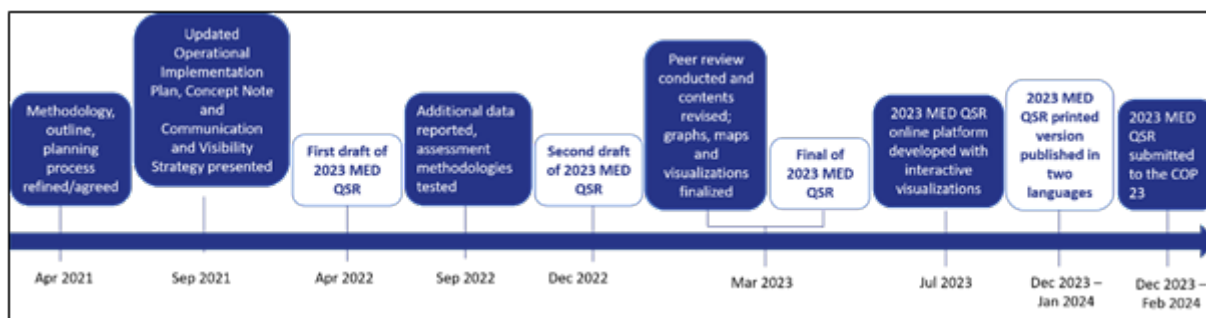 Methodology,
outline,
planning
process
refined/agreed
Updated
Operational
Implementation
Plan, Concept Note
and
Communication
and Visibility
Strategy presented
First draft of
2023 MED
QSR
Additional data
reported,
assessment
methodologies
tested
Second draft
of 2023 MED
QSR
Peer review
conducted and
contents
revised;
graphs, maps
and
visualizations
finalized
Final of
2023 MED
QSR
2023 MED QSR
online platform
developed with
interactive
visualizations
2023 MED
QSR printed
version
published in
two
languages
2023 MED
QSR
submitted
to the COP
23
Apr 2021
Sep 2021
Apr 2022
Sep 2022
Dec 2022
Mar 2023
Jul 2023
Dec 2023 –
Jan 2024
Dec 2023 –
Feb 2024